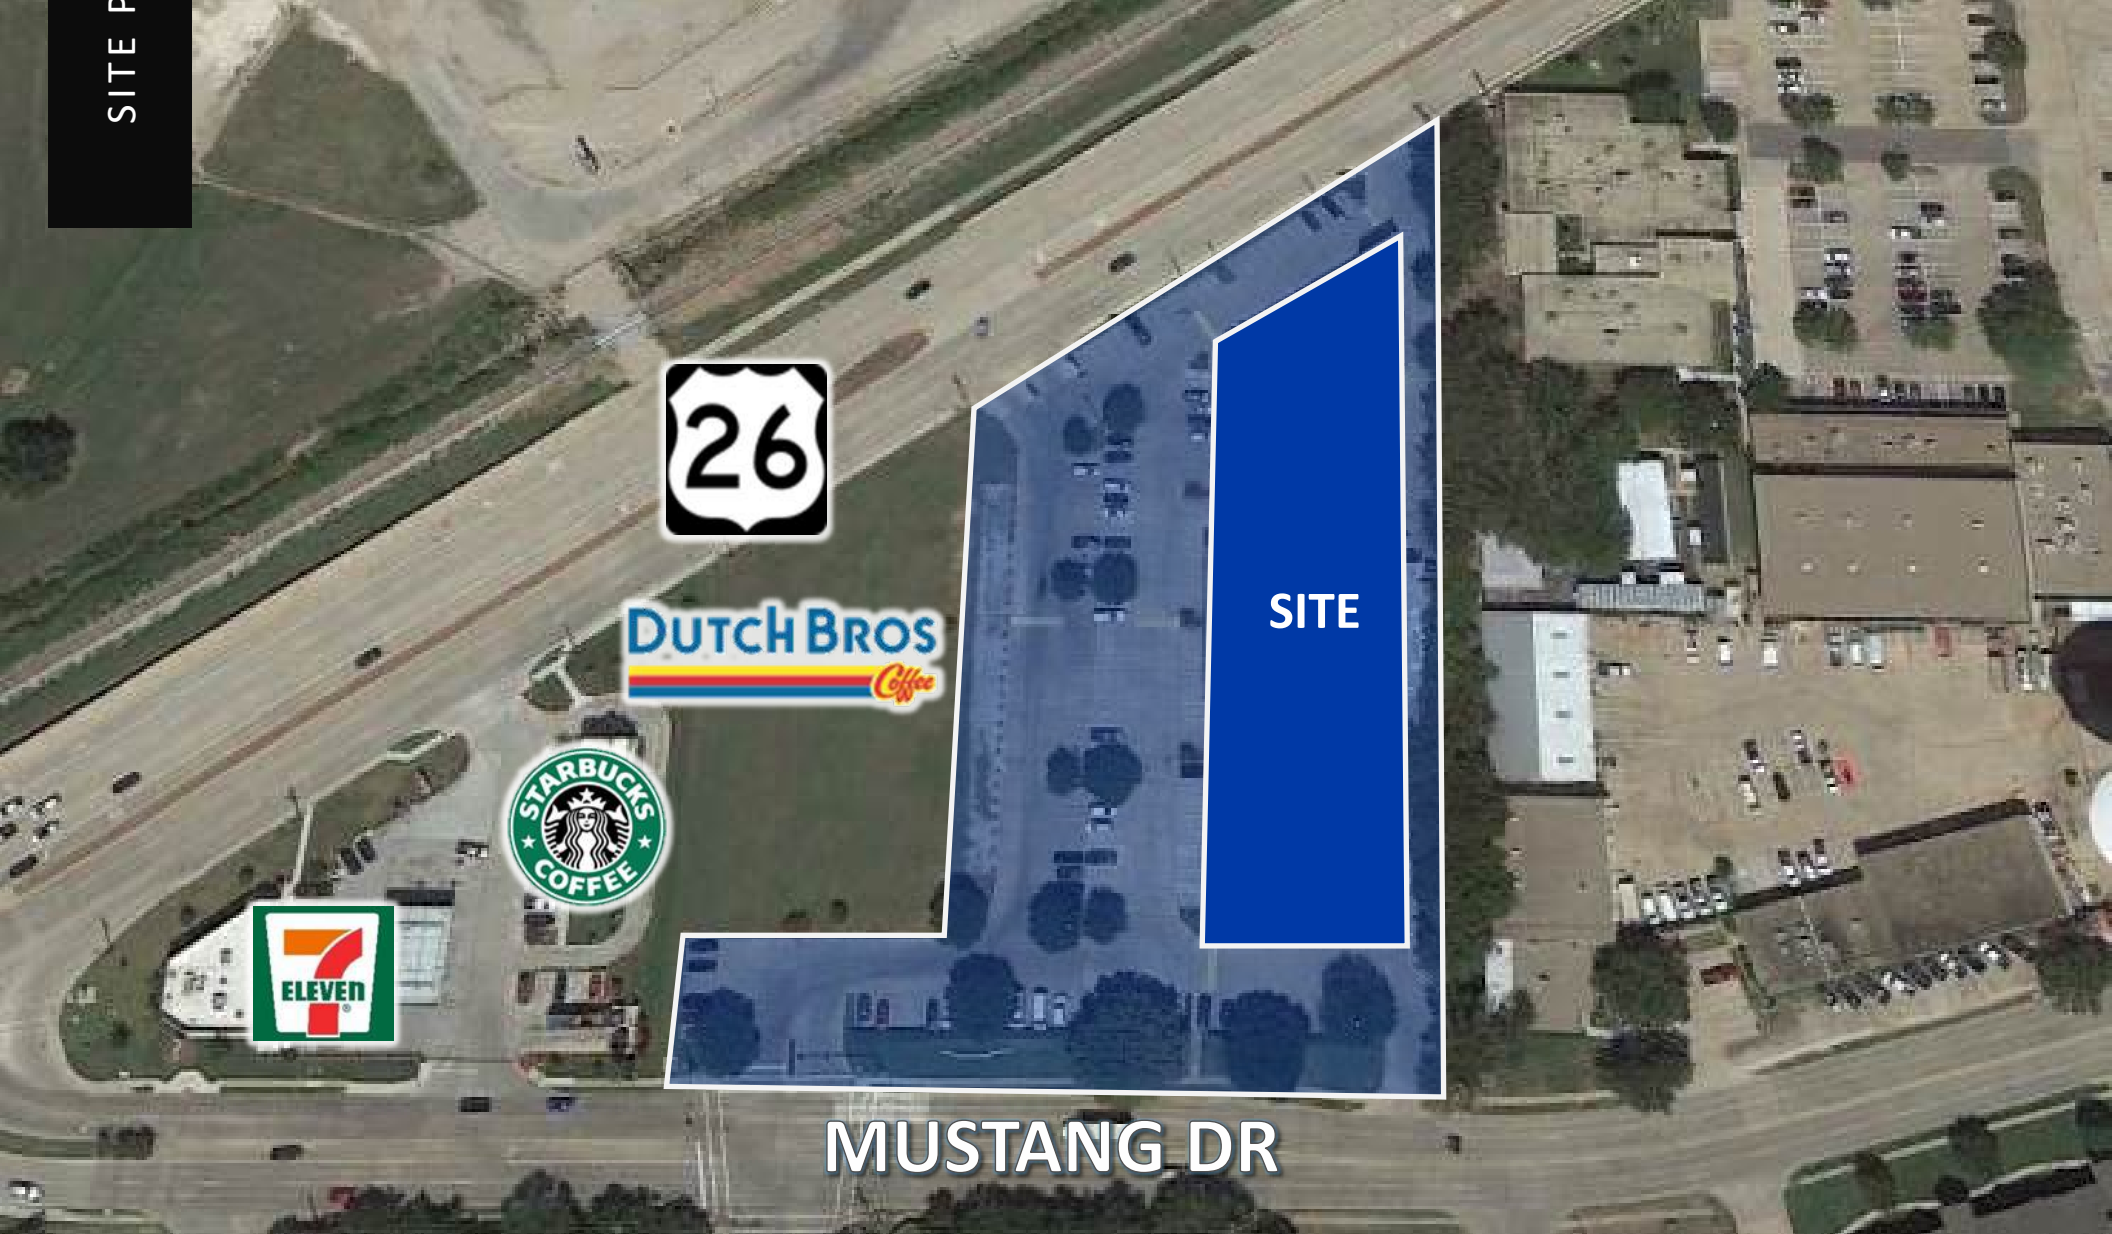 SITE P
26
DUTCH BROS
Coffee
STARBUCKS
COFFEE
7
ELEVEN
®
SITE
MUSTANG DR